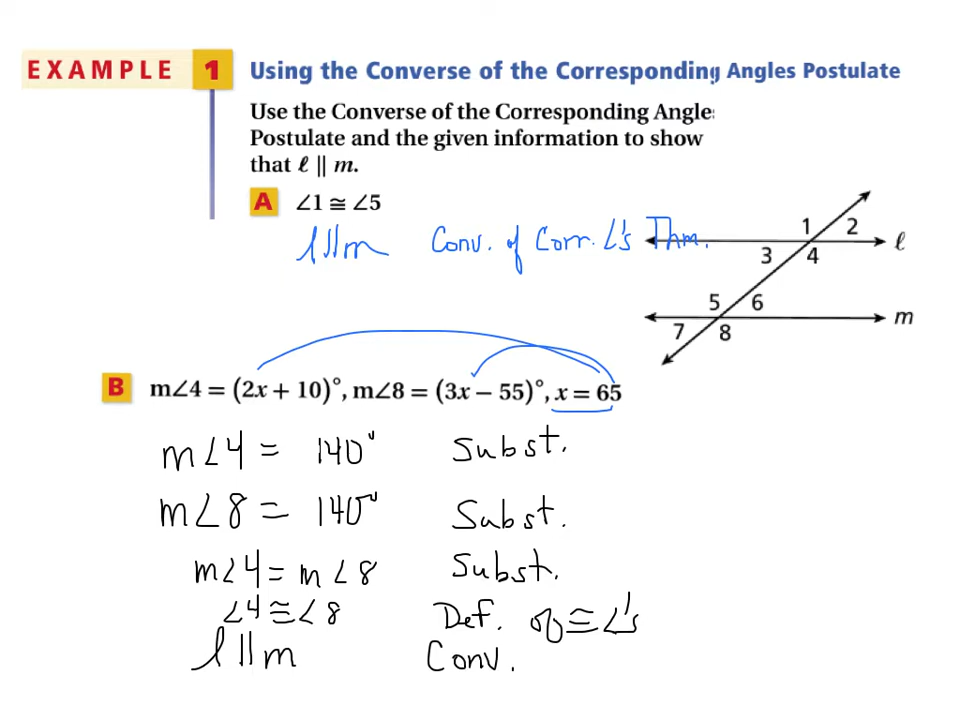 EXAMPLE 1 Using the Converse of the Corresponding Angles Postulate
Use the Converse of the Corresponding Angles
Postulate and the given information to show
that ℓ || m.
A ∠1 ≅ ∠5
l || m Conv. of Corr. ∠'s Thm.
1 2
ℓ
3 4
5 6
m
7 8
B m∠4 = (2x + 10)°, m∠8 = (3x − 55)°, x = 65
m∠4 = 140° Subst.
m∠8 = 140° Subst.
m∠4 = m∠8 Subst.
∠4 ≅ ∠8 Def. of ≅ ∠'s
l || m Conv.